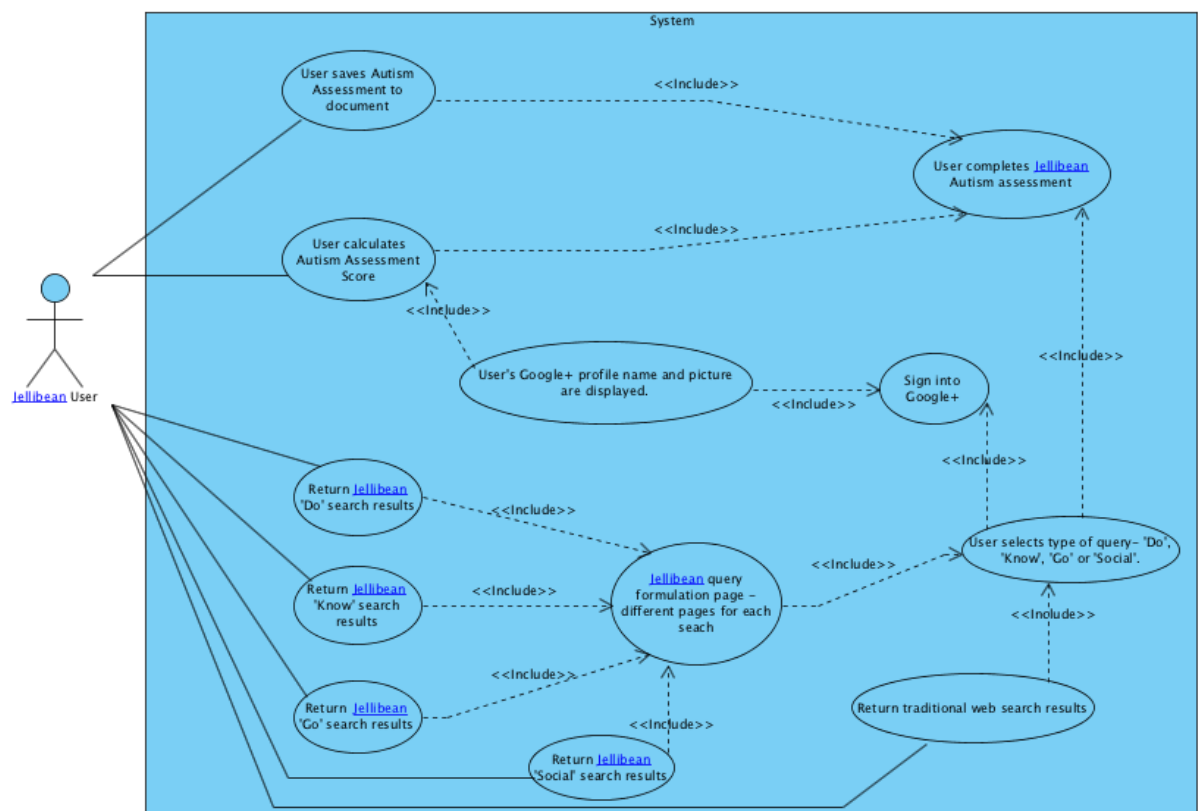 System
User saves Autism
Assessment to
document
<<Include>>
User completes Jellibean
Autism assessment
<<Include>>
User calculates
Autism Assessment
Score
<<Include>>
<<Include>>
User's Google+ profile name and picture
are displayed.
<<Include>>
Sign into
Google+
Jellibean User
<<Include>>
Return Jellibean
'Do' search results
<<Include>>
User selects type of query- 'Do',
'Know', 'Go' or 'Social'.
<<Include>>
Jellibean query
formulation page -
different pages for each
seach
Return Jellibean
'Know' search
results
<<Include>>
<<Include>>
<<Include>>
Return Jellibean
'Go' search results
Return traditional web search results
<<Include>>
Return Jellibean
'Social' search results